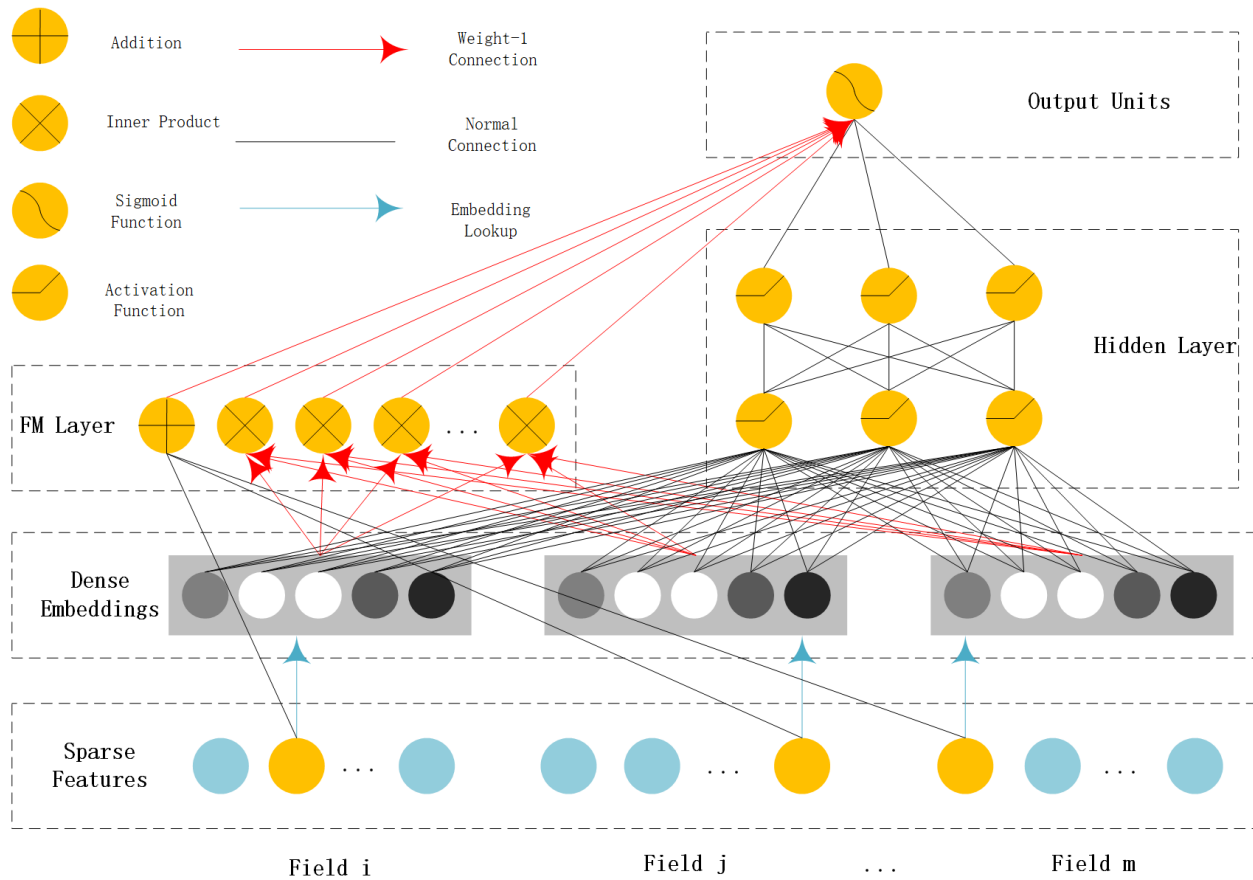 Addition
Weight-1
Connection
Inner Product
Normal
Connection
Sigmoid
Function
Embedding
Lookup
Activation
Function
Output Units
Hidden Layer
FM Layer
...
Dense
Embeddings
Sparse
Features
...
...
...
...
Field i
Field j
...
Field m